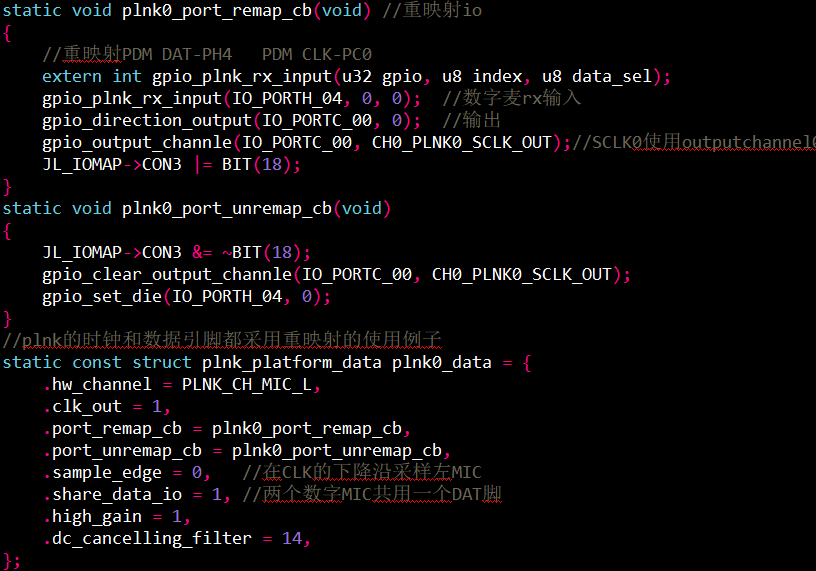 static void plnk0_port_remap_cb(void) //重映射io
{
    //重映射PDM DAT-PH4   PDM CLK-PC0
    extern int gpio_plnk_rx_input(u32 gpio, u8 index, u8 data_sel);
    gpio_plnk_rx_input(IO_PORTH_04, 0, 0);  //数字麦rx输入
    gpio_direction_output(IO_PORTC_00, 0);  //输出
    gpio_output_channle(IO_PORTC_00, CH0_PLNK0_SCLK_OUT);//SCLK0使用outputchannel0
    JL_IOMAP->CON3 |= BIT(18);
}
static void plnk0_port_unremap_cb(void)
{
    JL_IOMAP->CON3 &= ~BIT(18);
    gpio_clear_output_channle(IO_PORTC_00, CH0_PLNK0_SCLK_OUT);
    gpio_set_die(IO_PORTH_04, 0);
}
//plnk的时钟和数据引脚都采用重映射的使用例子
static const struct plnk_platform_data plnk0_data = {
    .hw_channel = PLNK_CH_MIC_L,
    .clk_out = 1,
    .port_remap_cb = plnk0_port_remap_cb,
    .port_unremap_cb = plnk0_port_unremap_cb,
    .sample_edge = 0,   //在CLK的下降沿采样左MIC
    .share_data_io = 1, //两个数字MIC共用一个DAT脚
    .high_gain = 1,
    .dc_cancelling_filter = 14,
};